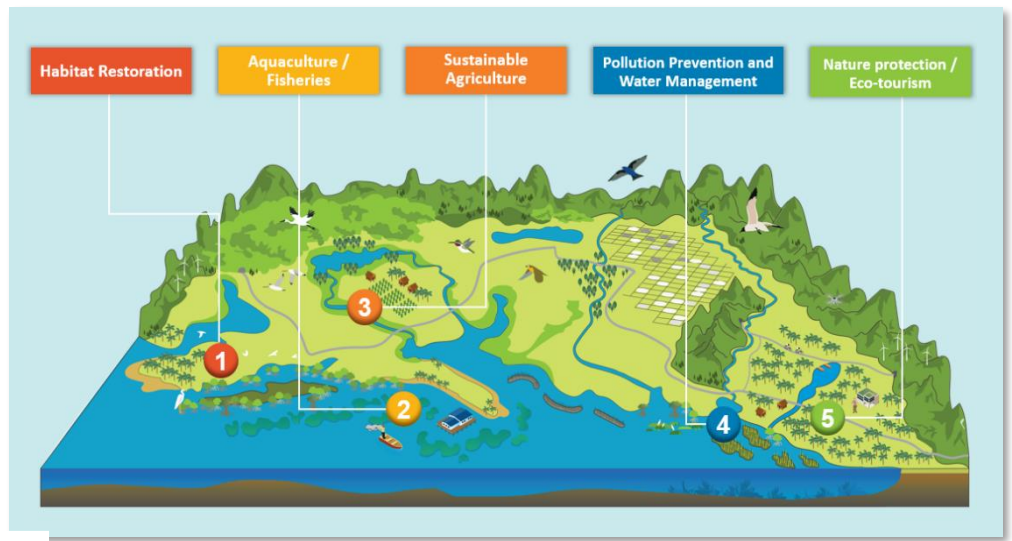 Habitat Restoration
Aquaculture /
Fisheries
Sustainable
Agriculture
Pollution Prevention and
Water Management
Nature protection /
Eco-tourism
3
1
2
4
5